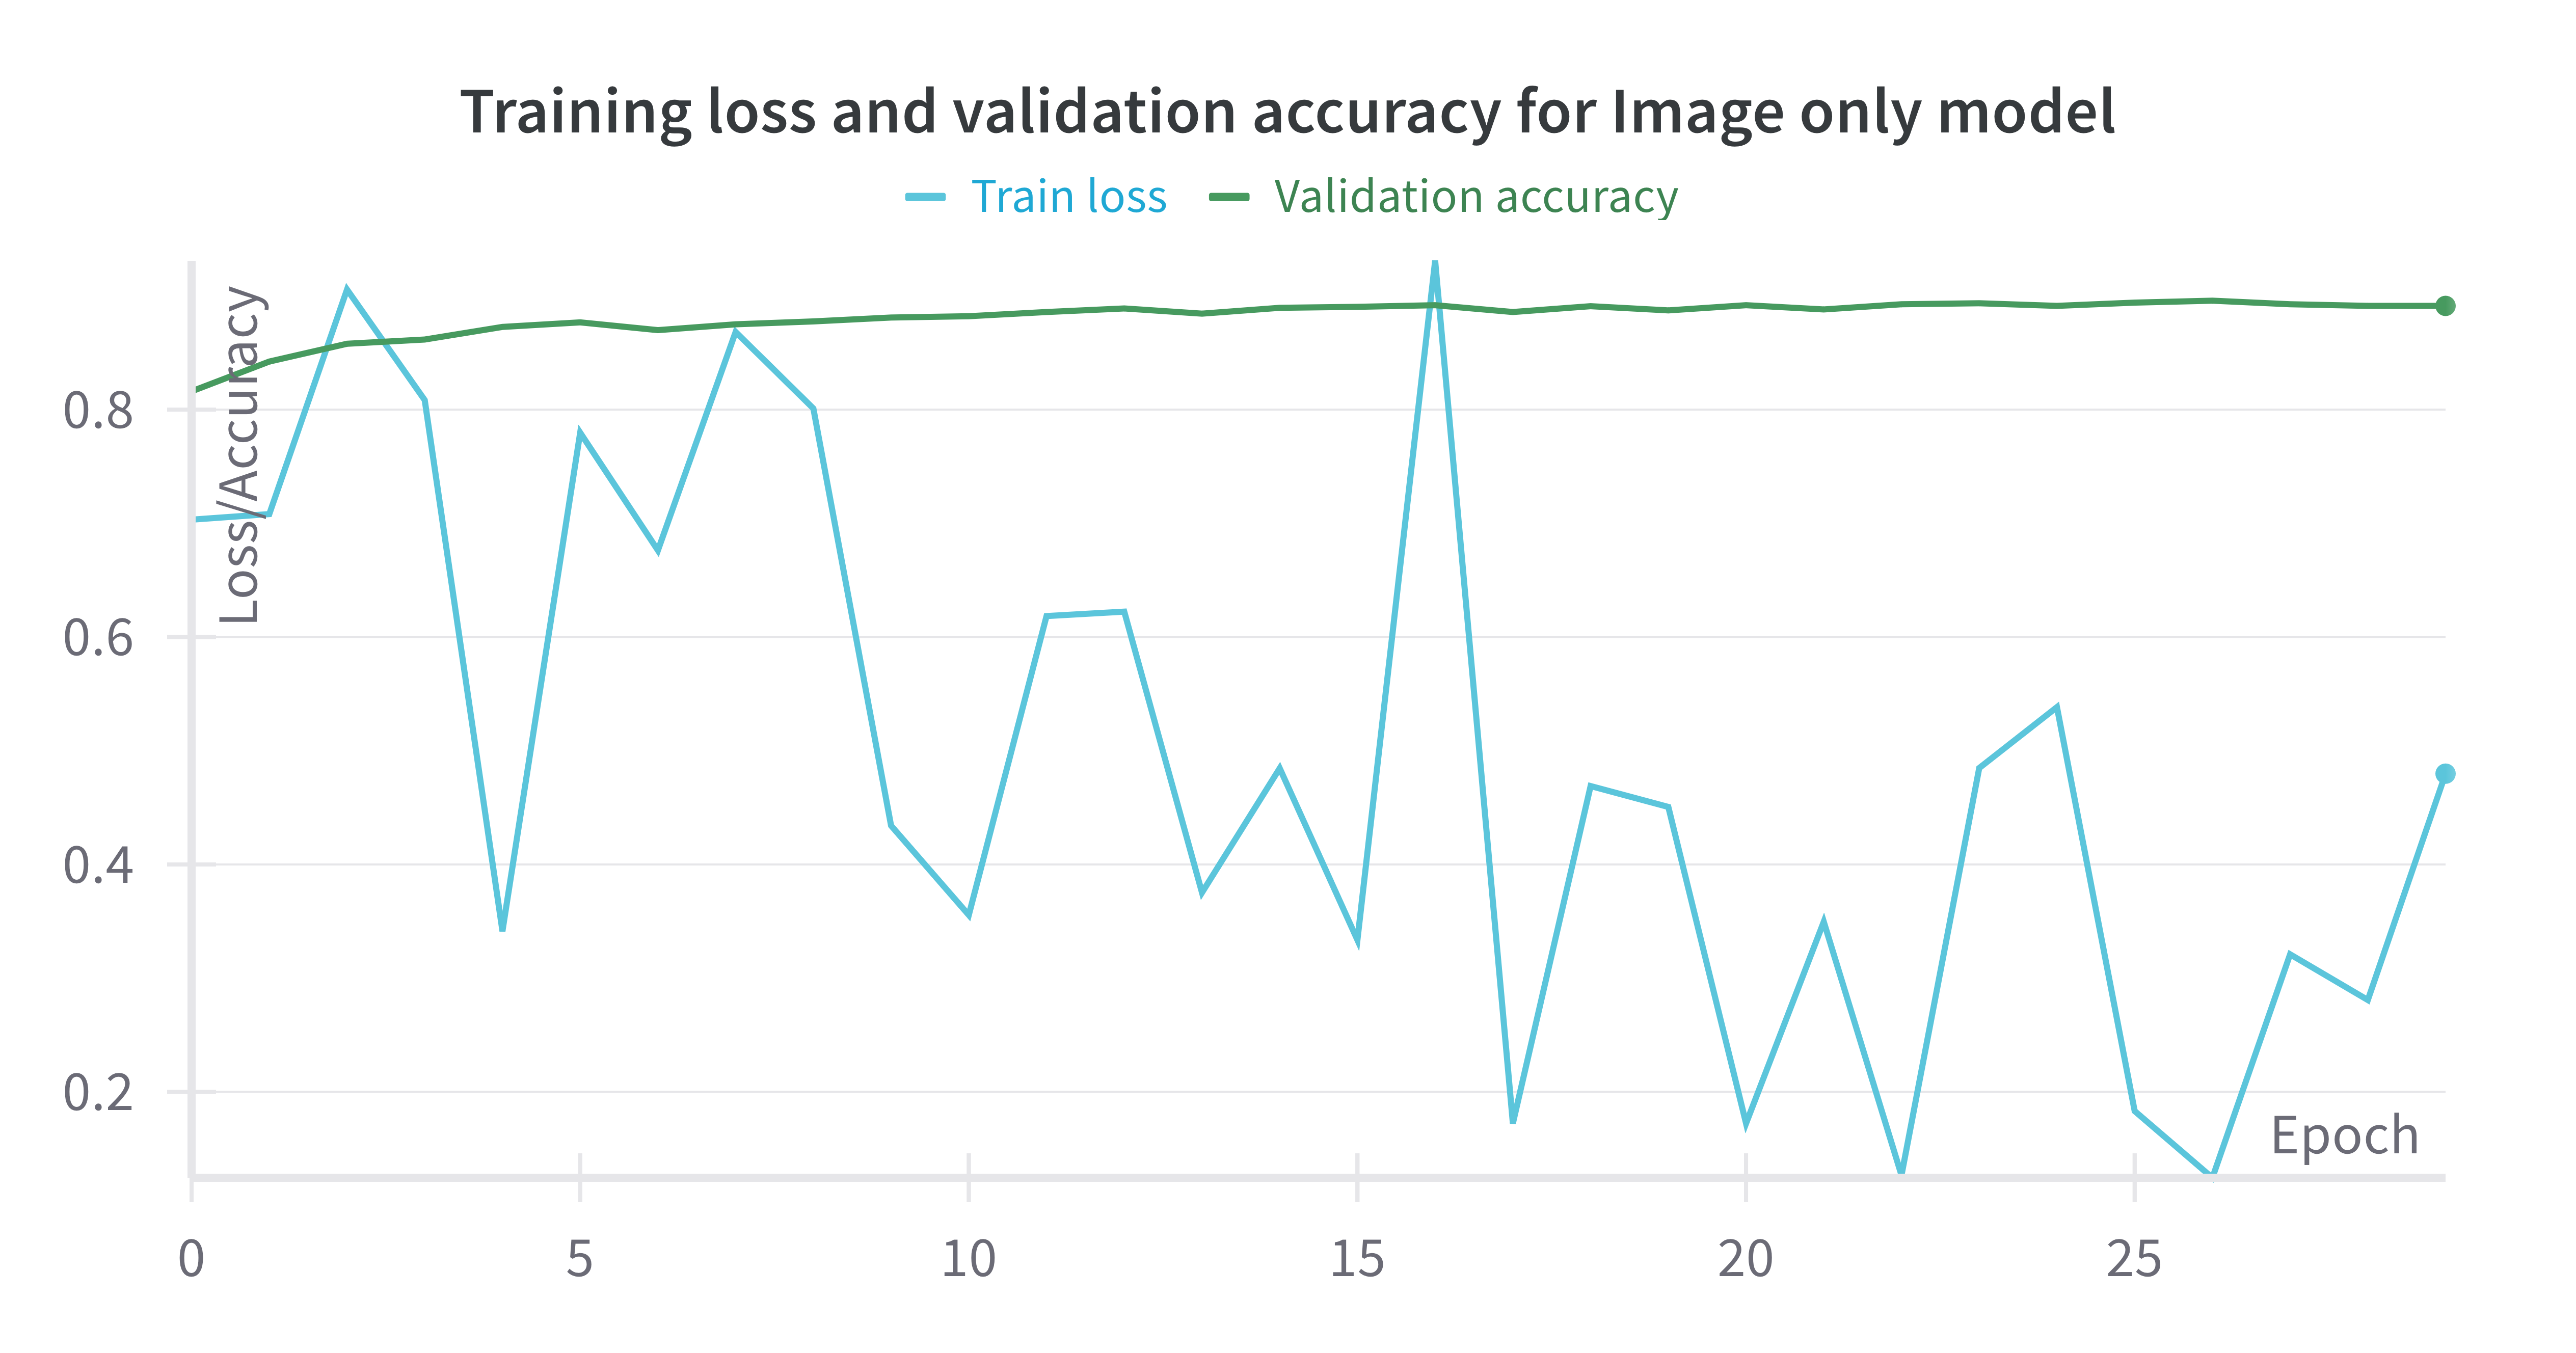 Training loss and validation accuracy for Image only model
Train loss Validation accuracy
Loss/Accuracy
0.8
0.6
0.4
0.2
Epoch
0 5 10 15 20 25